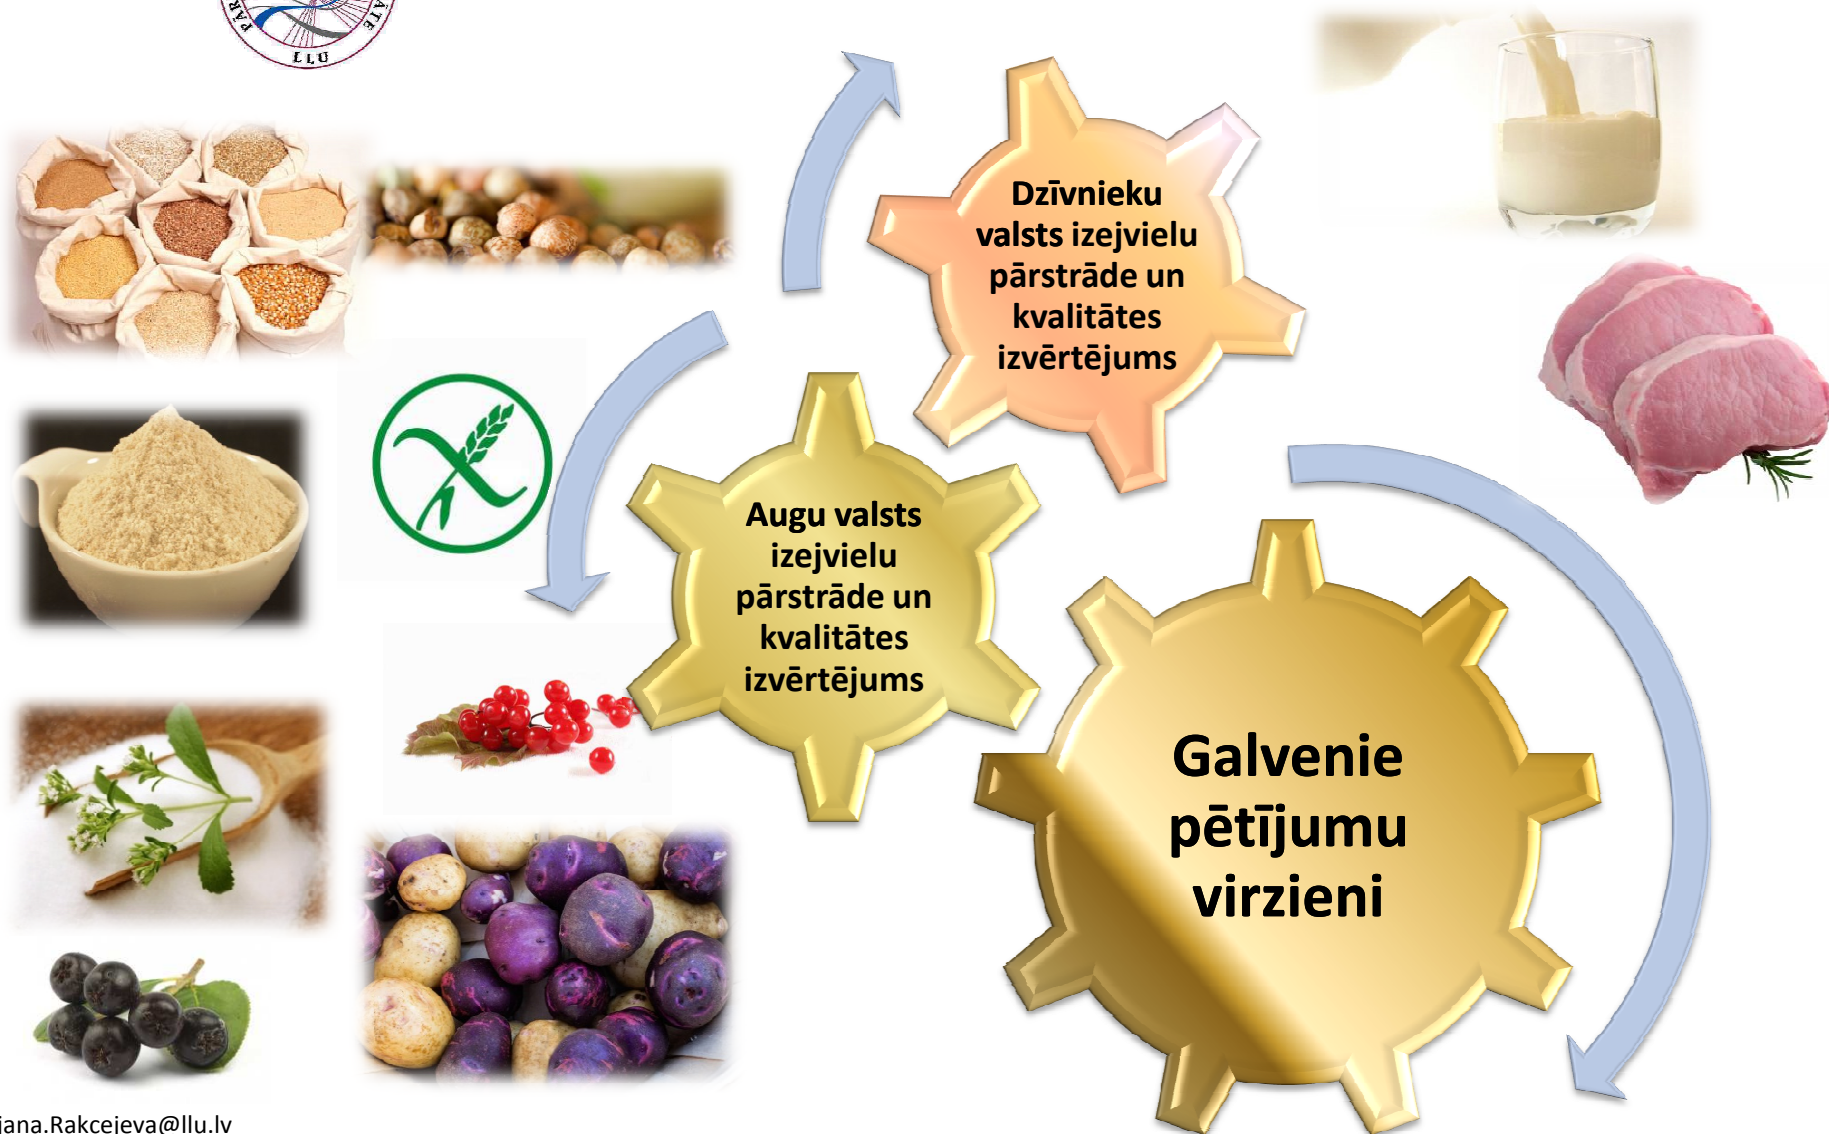 LLU
Dzīvnieku
valsts izejvielu
pārstrāde un
kvalitātes
izvērtējums
Augu valsts
izejvielu
pārstrāde un
kvalitātes
izvērtējums
Galvenie
pētījumu
virzieni
jana.Rakcejeva@llu.lv